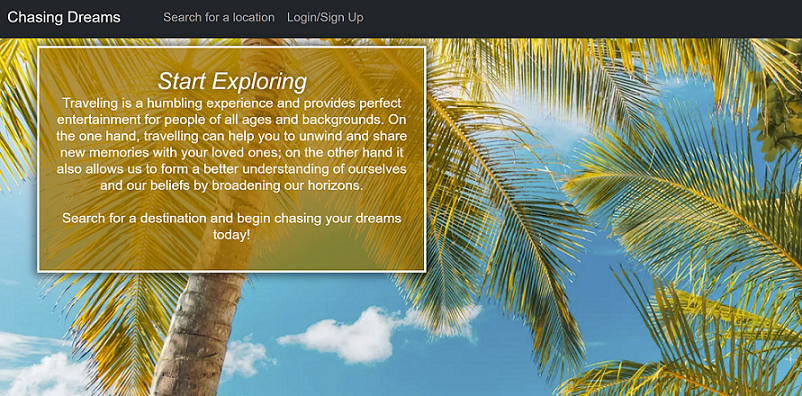 Chasing Dreams Search for a location Login/Sign Up
Start Exploring
Traveling is a humbling experience and provides perfect
entertainment for people of all ages and backgrounds. On
the one hand, travelling can help you to unwind and share
new memories with your loved ones; on the other hand it
also allows us to form a better understanding of ourselves
and our beliefs by broadening our horizons.
Search for a destination and begin chasing your dreams
today!